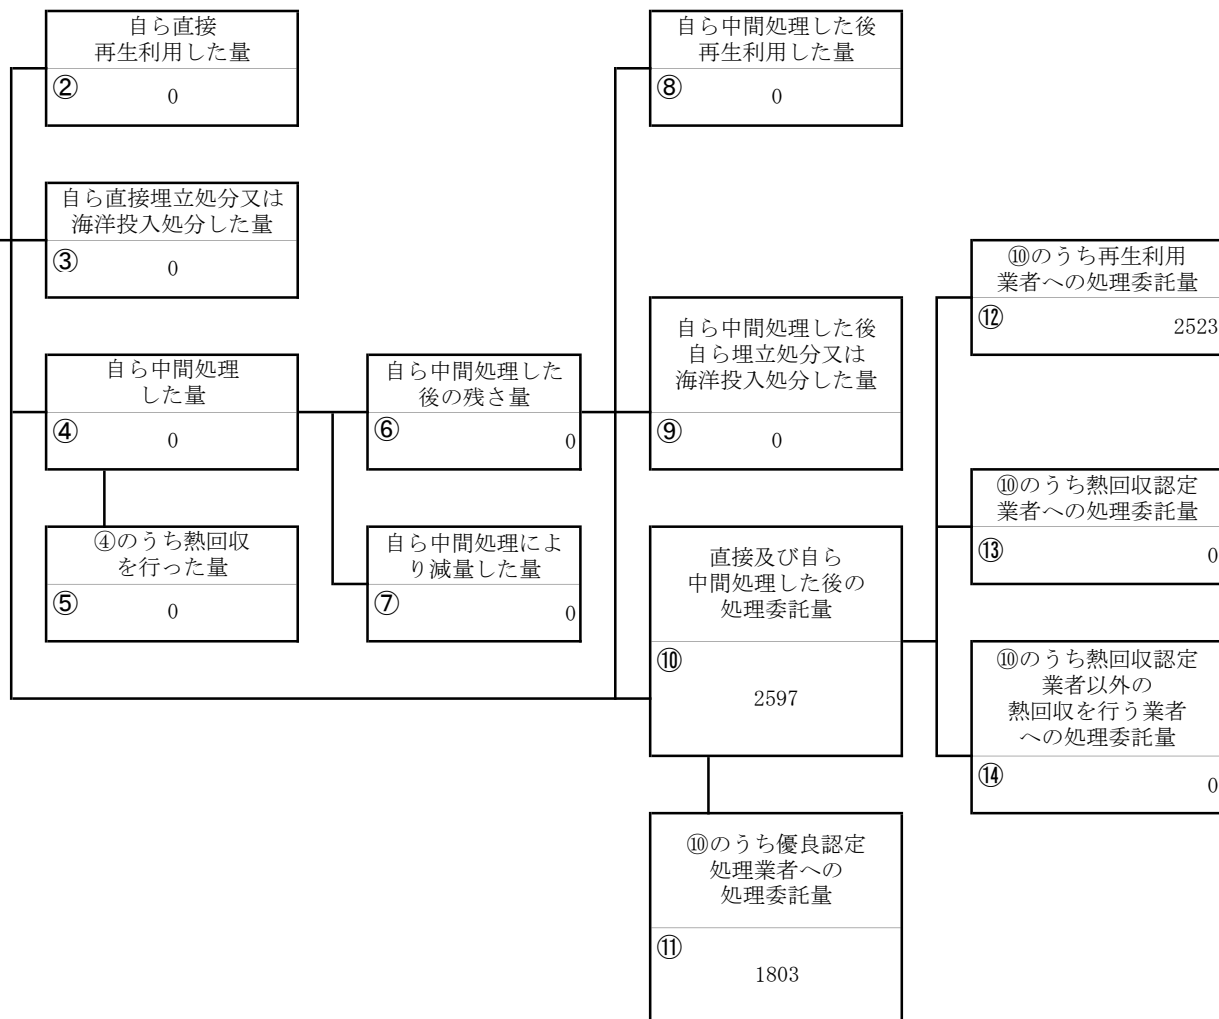 自ら直接
再生利用した量
②
0
自ら中間処理した後
再生利用した量
⑧
0
自ら直接埋立処分又は
海洋投入処分した量
③
0
⑩のうち再生利用
業者への処理委託量
⑫
2523
自ら中間処理した後
自ら埋立処分又は
海洋投入処分した量
⑨
0
自ら中間処理
した量
④
0
自ら中間処理した
後の残さ量
⑥
0
⑩のうち熱回収認定
業者への処理委託量
⑬
0
④のうち熱回収
を行った量
⑤
0
自ら中間処理によ
り減量した量
⑦
0
直接及び自ら
中間処理した後の
処理委託量
⑩
2597
⑩のうち熱回収認定
業者以外の
熱回収を行う業者
への処理委託量
⑭
0
⑩のうち優良認定
処理業者への
処理委託量
⑪
1803